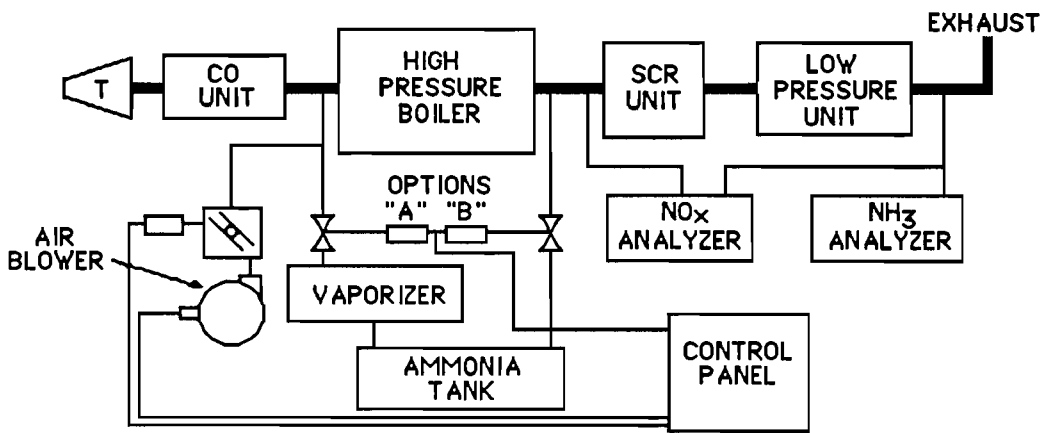 EXHAUST
T
CO
UNIT
HIGH
PRESSURE
BOILER
SCR
UNIT
LOW
PRESSURE
UNIT
OPTIONS
"A" "B"
NOx
ANALYZER
NH3
ANALYZER
AIR
BLOWER
VAPORIZER
AMMONIA
TANK
CONTROL
PANEL